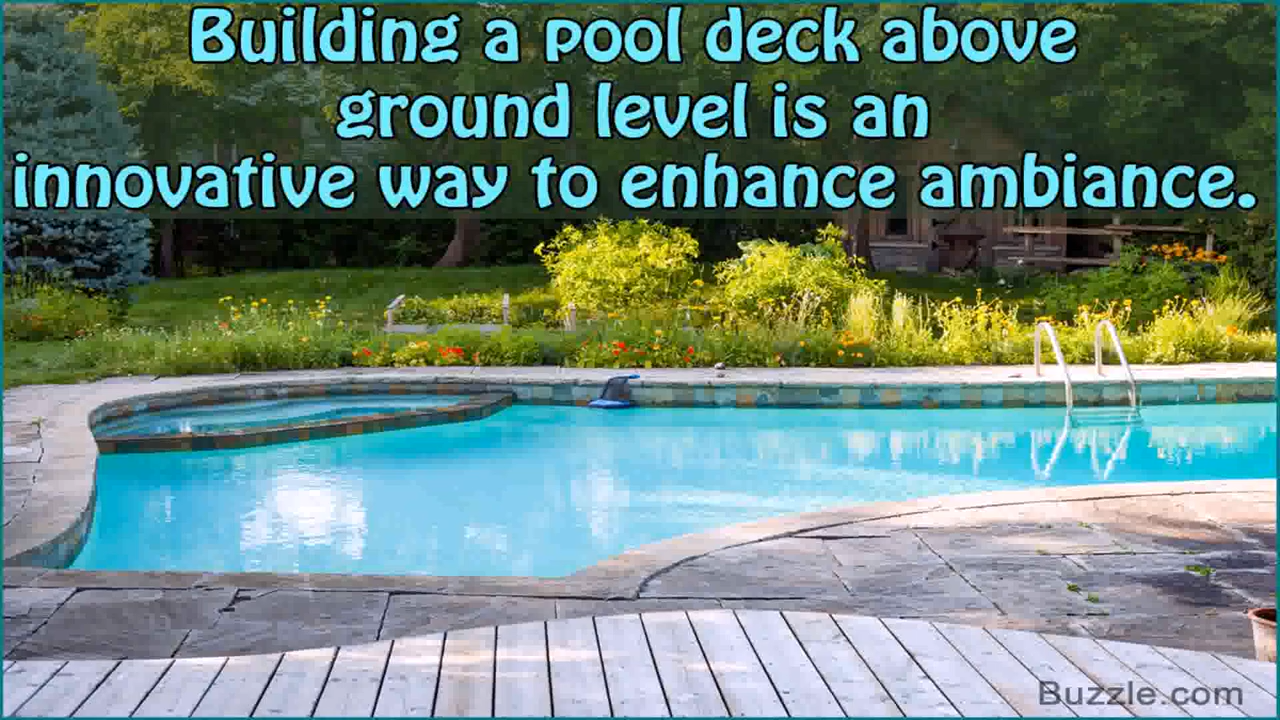 Building a pool deck above
ground level is an
innovative way to enhance ambiance.
Buzzle.com